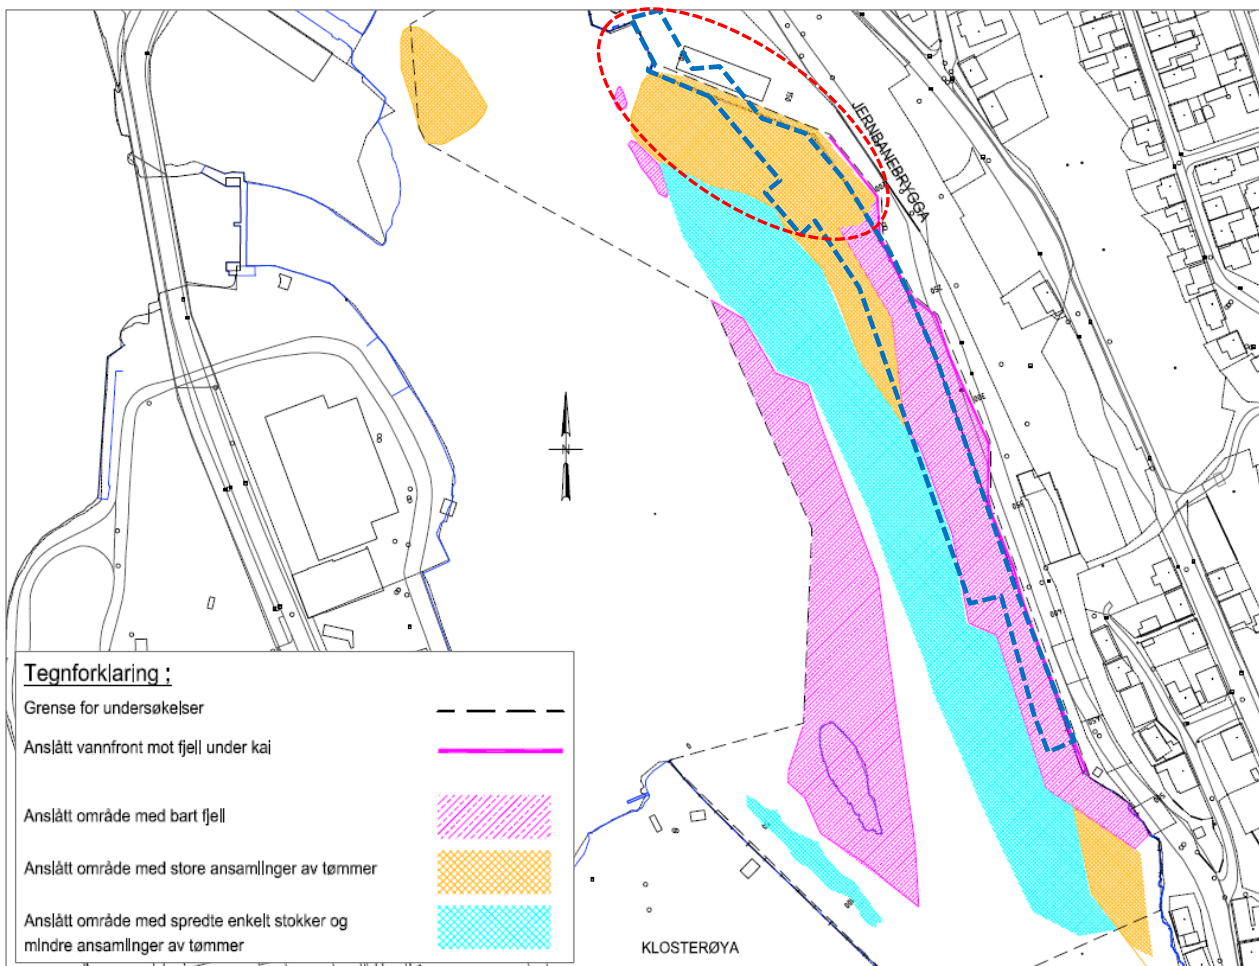 JERNBANEBRYGGA
N
Tegnforklaring :
Grense for undersøkelser
Anslått vannfront mot fjell under kai
Anslått område med bart fjell
Anslått område med store ansamlinger av tømmer
Anslått område med spredte enkelt stokker og
mindre ansamlinger av tømmer
KLOSTERØYA